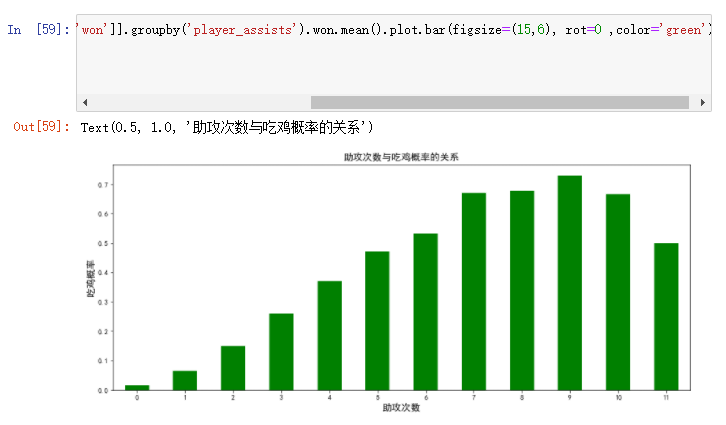 In [59]: 'won']].groupby('player_assists').won.mean().plot.bar(figsize=(15,6), rot=0 ,color='green')
Out[59]: Text(0.5, 1.0, '助攻次数与吃鸡概率的关系')
助攻次数与吃鸡概率的关系
0.7
0.6
0.5
0.4
0.3
0.2
0.1
0.0
吃鸡概率
0 1 2 3 4 5 6 7 8 9 10 11
助攻次数